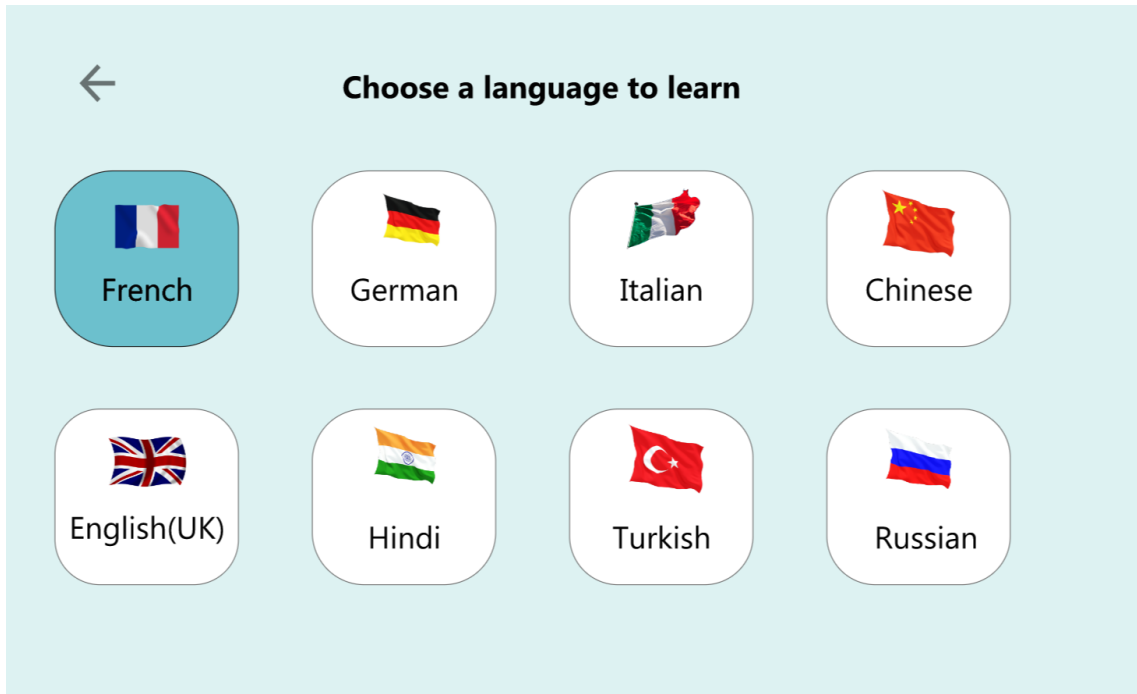 Choose a language to learn
French
German
Italian
Chinese
English(UK)
Hindi
Turkish
Russian